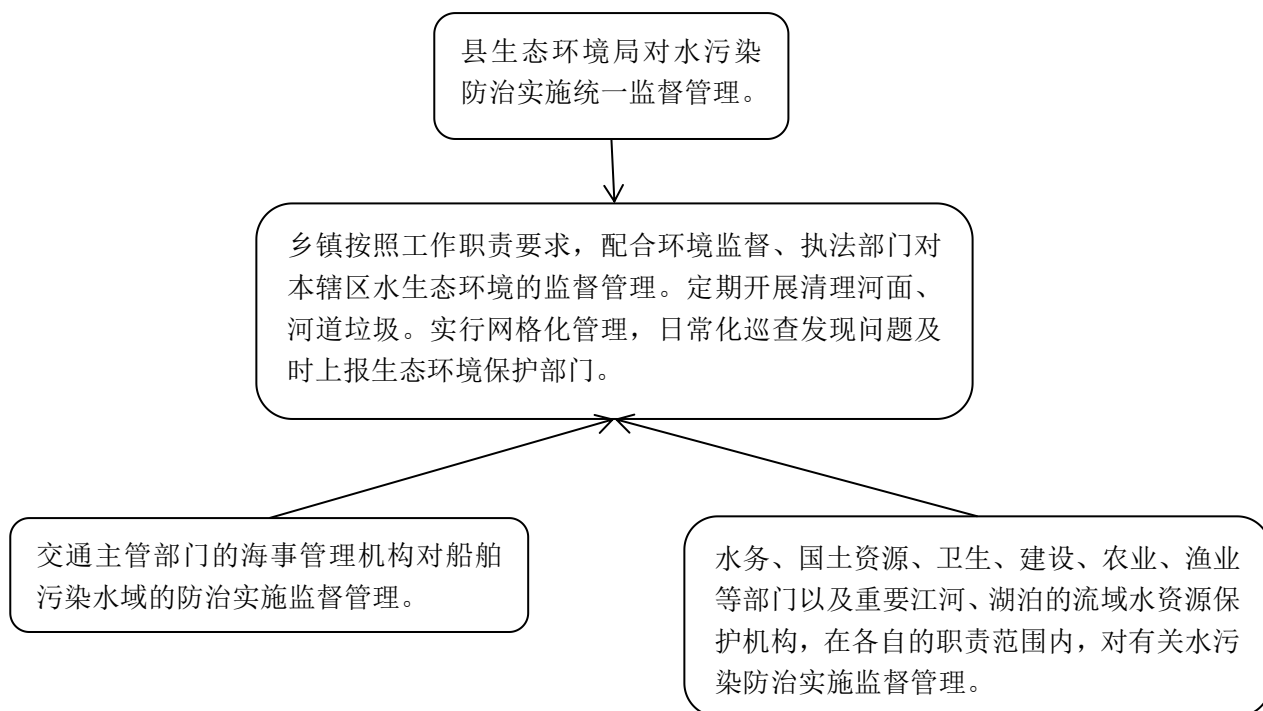 县生态环境局对水污染
防治实施统一监督管理。
乡镇按照工作职责要求，配合环境监督、执法部门对
本辖区水生态环境的监督管理。定期开展清理河面、
河道垃圾。实行网格化管理，日常化巡查发现问题及
时上报生态环境保护部门。
交通主管部门的海事管理机构对船舶
污染水域的防治实施监督管理。
水务、国土资源、卫生、建设、农业、渔业
等部门以及重要江河、湖泊的流域水资源保
护机构，在各自的职责范围内，对有关水污
染防治实施监督管理。